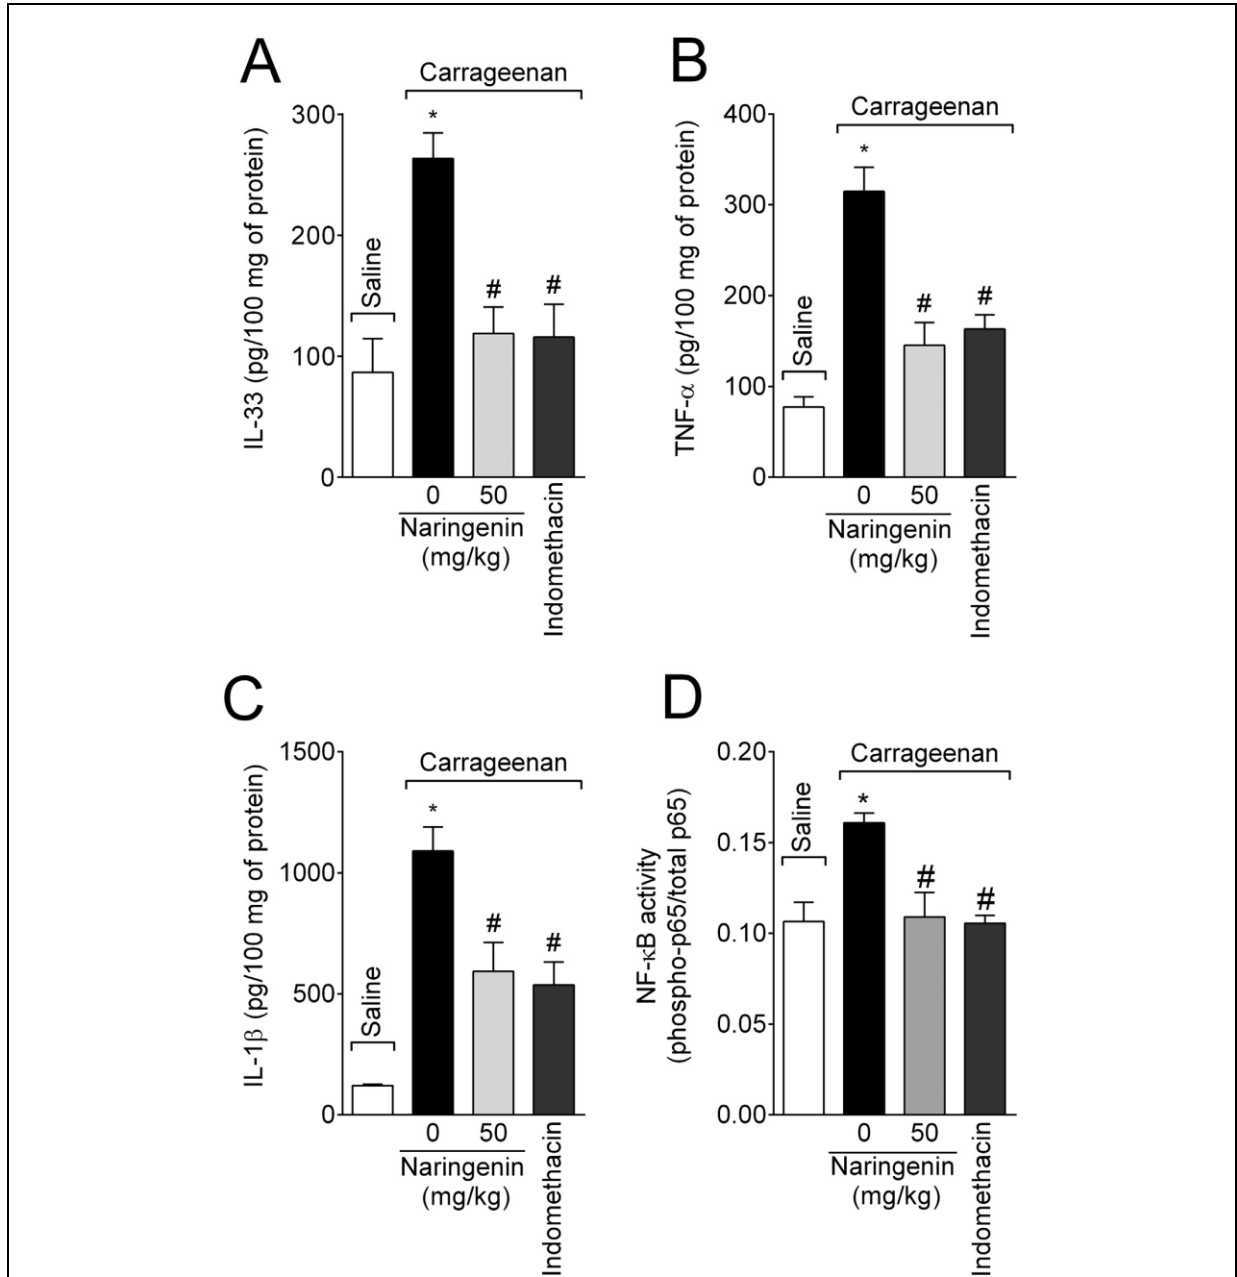 A
Carrageenan
IL-33 (pg/100 mg of protein)
300
200
100
0
Saline
*
#
#
0
50
Naringenin
(mg/kg)
Indomethacin
B
Carrageenan
TNF-α (pg/100 mg of protein)
400
300
200
100
0
Saline
*
#
#
0
50
Naringenin
(mg/kg)
Indomethacin
C
Carrageenan
IL-1β (pg/100 mg of protein)
1500
1000
500
0
Saline
*
#
#
0
50
Naringenin
(mg/kg)
Indomethacin
D
Carrageenan
NF-κB activity
(phospho-p65/total p65)
0.20
0.15
0.10
0.05
0.00
Saline
*
#
#
0
50
Naringenin
(mg/kg)
Indomethacin